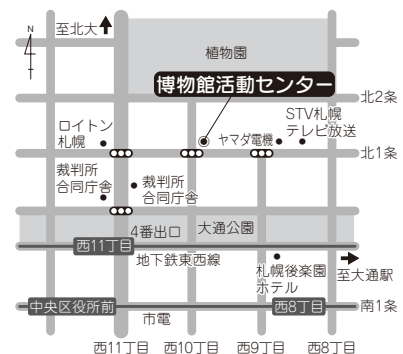 N
至北大
植物園
博物館活動センター
北2条
STV札幌
テレビ放送
ロイトン
札幌
ヤマダ電機
北1条
裁判所
合同庁舎
裁判所
合同庁舎
4番出口
大通公園
西11丁目
地下鉄東西線
札幌後楽園
ホテル
至大通駅
中央区役所前
市電
西8丁目
南1条
西11丁目
西10丁目
西9丁目
西8丁目